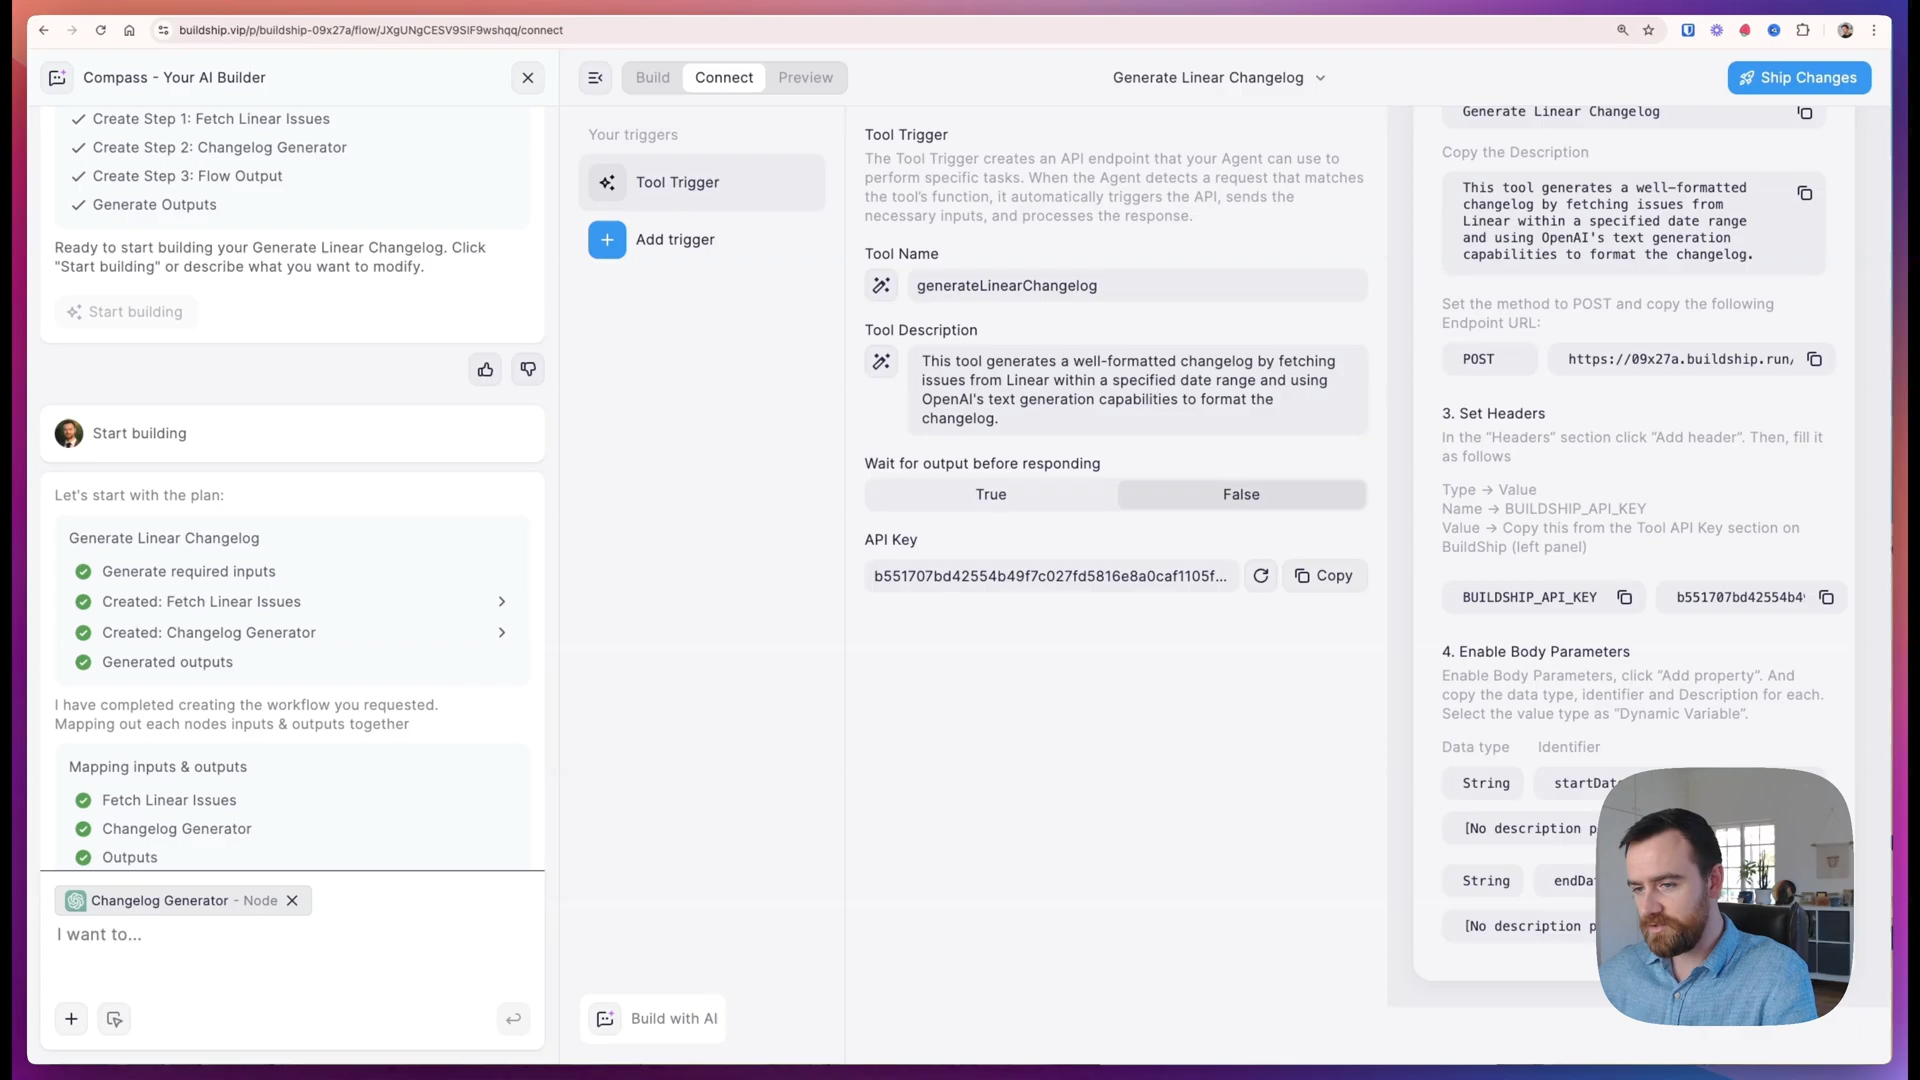 buildship.vip/p/buildship-09x27a/flow/JXgUNgCESV9SIF9wshqq/connect
Compass - Your AI Builder
Create Step 1: Fetch Linear Issues
Create Step 2: Changelog Generator
Create Step 3: Flow Output
Generate Outputs
Ready to start building your Generate Linear Changelog. Click
"Start building" or describe what you want to modify.
Start building
Start building
Let's start with the plan:
Generate Linear Changelog
Generate required inputs
Created: Fetch Linear Issues
Created: Changelog Generator
Generated outputs
I have completed creating the workflow you requested.
Mapping out each nodes inputs & outputs together
Mapping inputs & outputs
Fetch Linear Issues
Changelog Generator
Outputs
Changelog Generator - Node
I want to...
Build
Connect
Preview
Generate Linear Changelog
Ship Changes
Your triggers
Tool Trigger
Add trigger
Build with AI
Tool Trigger
The Tool Trigger creates an API endpoint that your Agent can use to
perform specific tasks. When the Agent detects a request that matches
the tool's function, it automatically triggers the API, sends the
necessary inputs, and processes the response.
Tool Name
generateLinearChangelog
Tool Description
This tool generates a well-formatted changelog by fetching
issues from Linear within a specified date range and using
OpenAI's text generation capabilities to format the
changelog.
Wait for output before responding
True
False
API Key
b551707bd42554b49f7c027fd5816e8a0caf1105f...
Copy
Generate Linear Changelog
Copy the Description
This tool generates a well-formatted
changelog by fetching issues from
Linear within a specified date range
and using OpenAI's text generation
capabilities to format the changelog.
Set the method to POST and copy the following
Endpoint URL:
POST
https://09x27a.buildship.run/
3. Set Headers
In the “Headers” section click “Add header”. Then, fill it
as follows
Type → Value
Name → BUILDSHIP_API_KEY
Value → Copy this from the Tool API Key section on
BuildShip (left panel)
BUILDSHIP_API_KEY
b551707bd42554b4
4. Enable Body Parameters
Enable Body Parameters, click “Add property”. And
copy the data type, identifier and Description for each.
Select the value type as “Dynamic Variable”.
Data type
Identifier
String
startDate
[No description p
String
endDa
[No description p